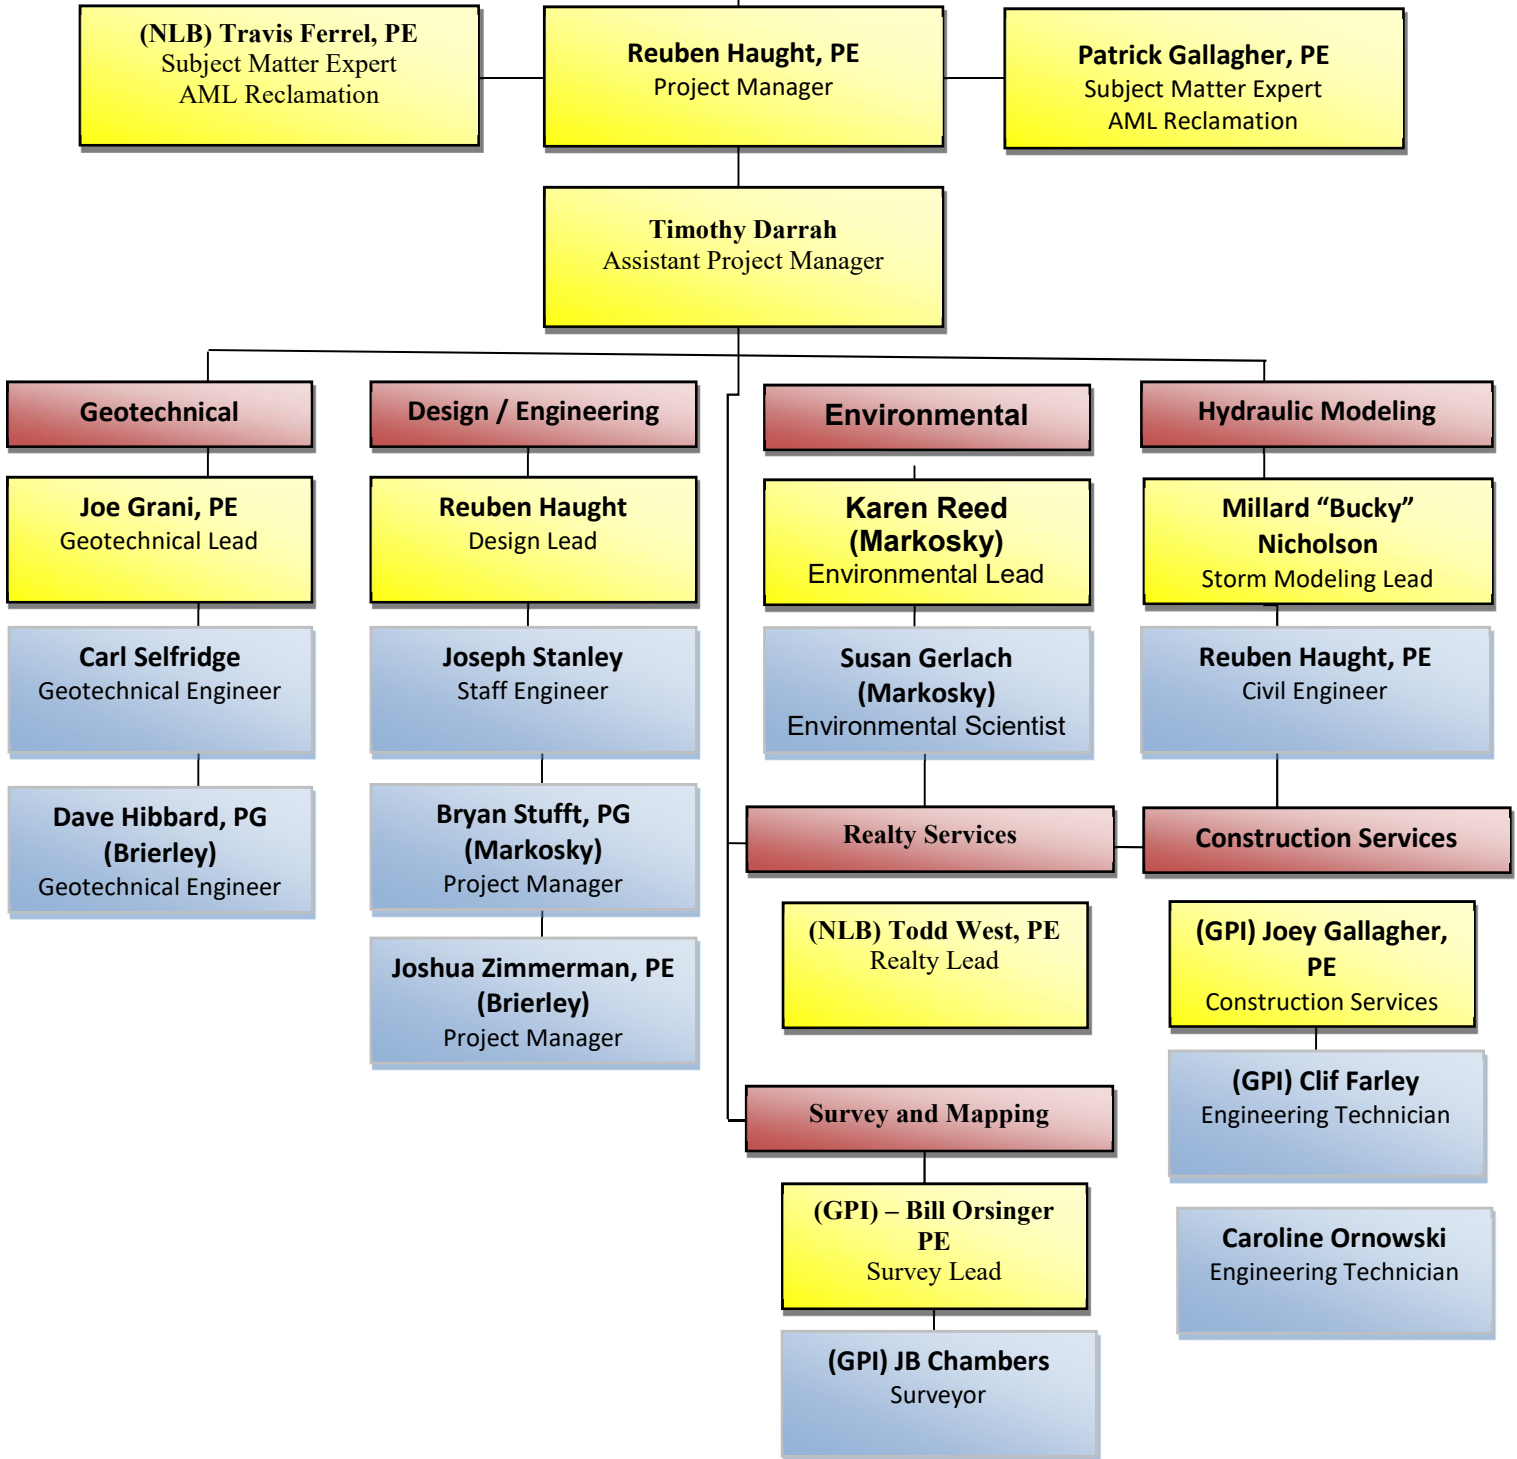 (NLB) Travis Ferrel, PE
Subject Matter Expert
AML Reclamation
Reuben Haught, PE
Project Manager
Patrick Gallagher, PE
Subject Matter Expert
AML Reclamation
Timothy Darrah
Assistant Project Manager
Geotechnical
Design / Engineering
Environmental
Hydraulic Modeling
Joe Grani, PE
Geotechnical Lead
Reuben Haught
Design Lead
Karen Reed
(Markosky)
Environmental Lead
Millard “Bucky”
Nicholson
Storm Modeling Lead
Carl Selfridge
Geotechnical Engineer
Joseph Stanley
Staff Engineer
Susan Gerlach
(Markosky)
Environmental Scientist
Reuben Haught, PE
Civil Engineer
Dave Hibbard, PG
(Brierley)
Geotechnical Engineer
Bryan Stufft, PG
(Markosky)
Project Manager
Realty Services
Construction Services
Joshua Zimmerman, PE
(Brierley)
Project Manager
(NLB) Todd West, PE
Realty Lead
(GPI) Joey Gallagher,
PE
Construction Services
(GPI) Clif Farley
Engineering Technician
Survey and Mapping
(GPI) – Bill Orsinger
PE
Survey Lead
Caroline Ornowski
Engineering Technician
(GPI) JB Chambers
Surveyor